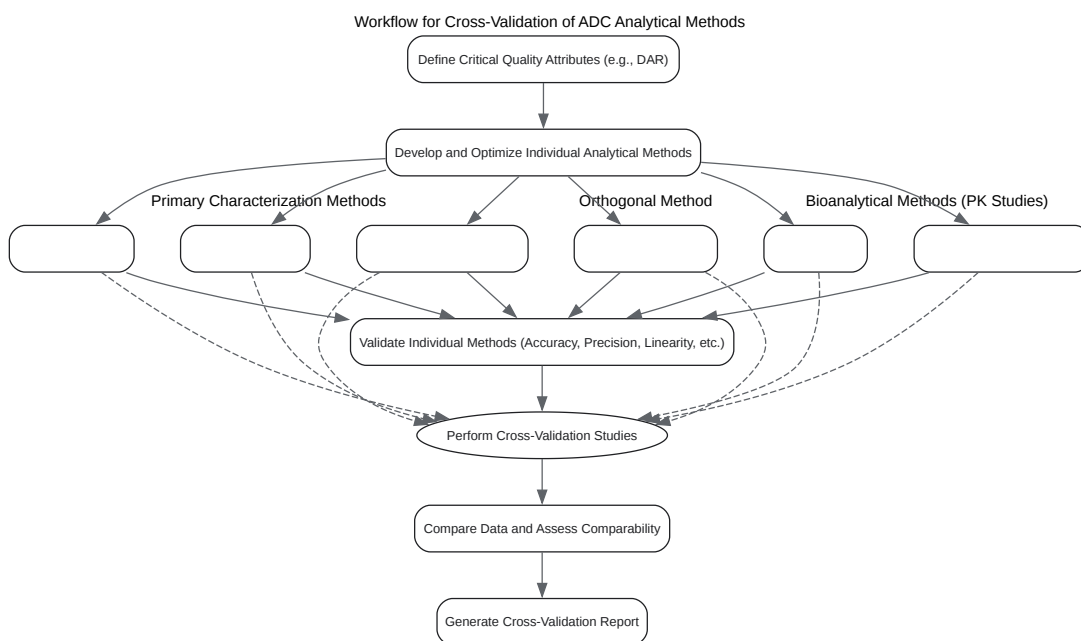 Workflow for Cross-Validation of ADC Analytical Methods
Define Critical Quality Attributes (e.g., DAR)
Develop and Optimize Individual Analytical Methods
Primary Characterization Methods
Orthogonal Method
Bioanalytical Methods (PK Studies)
Validate Individual Methods (Accuracy, Precision, Linearity, etc.)
Perform Cross-Validation Studies
Compare Data and Assess Comparability
Generate Cross-Validation Report